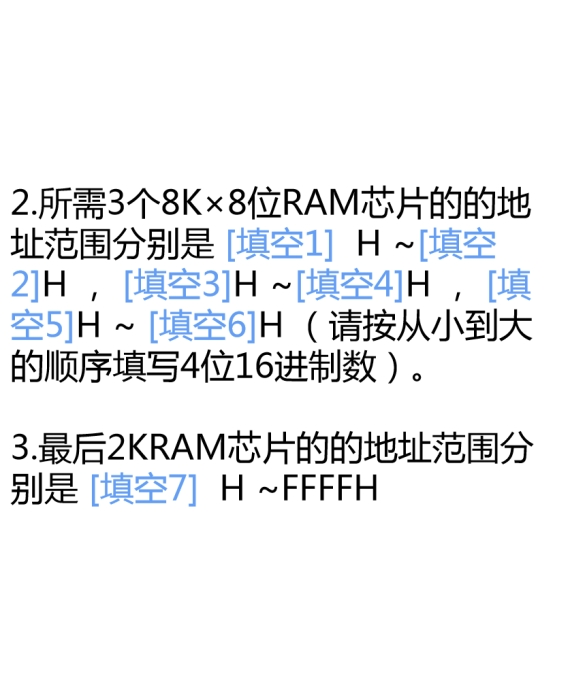 2.所需3个8K×8位RAM芯片的的地
址范围分别是 [填空1] H ~[填空
2]H ， [填空3]H ~[填空4]H ， [填
空5]H ~ [填空6]H （请按从小到大
的顺序填写4位16进制数）。
3.最后2KRAM芯片的的地址范围分
别是 [填空7] H ~FFFFH